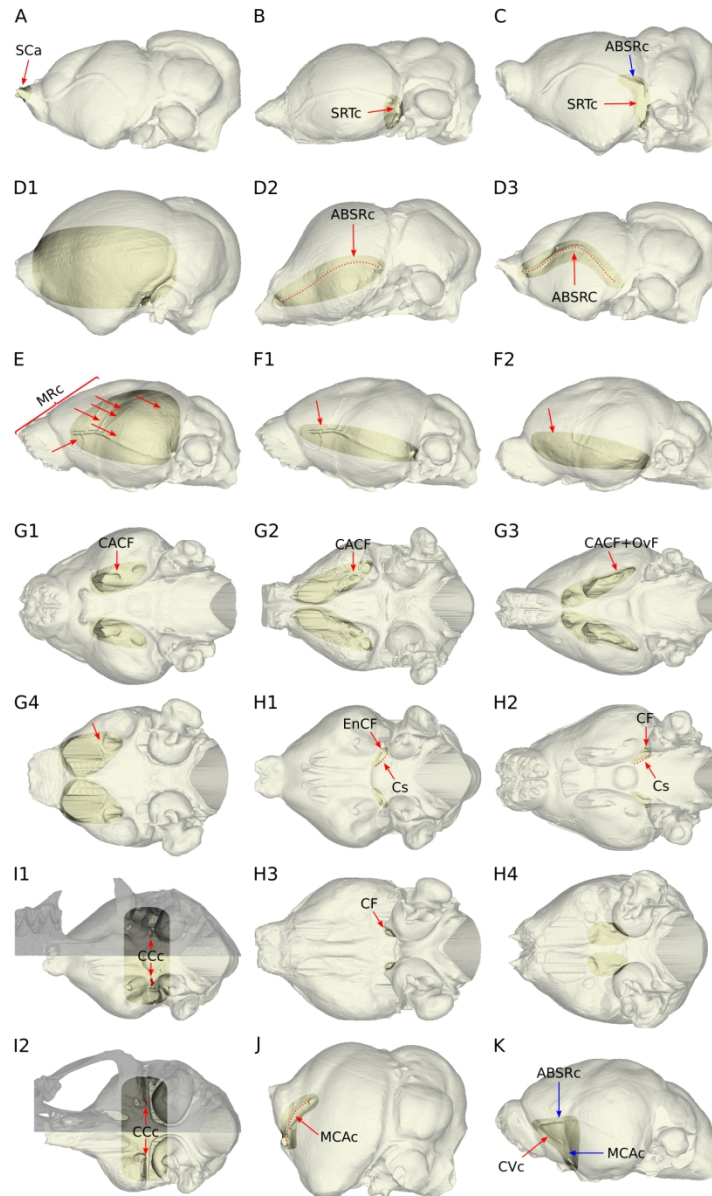 A
B
C
SCa
ABSRc
SRTc
SRTc
D1
D2
D3
ABSRc
ABSRC
E
F1
F2
MRc
G1
G2
G3
CACF
CACF
CACF+OvF
G4
H1
H2
EnCF
CF
Cs
Cs
I1
H3
H4
CF
CCc
I2
J
K
ABSRc
CCc
MCAc
MCAc
CVc